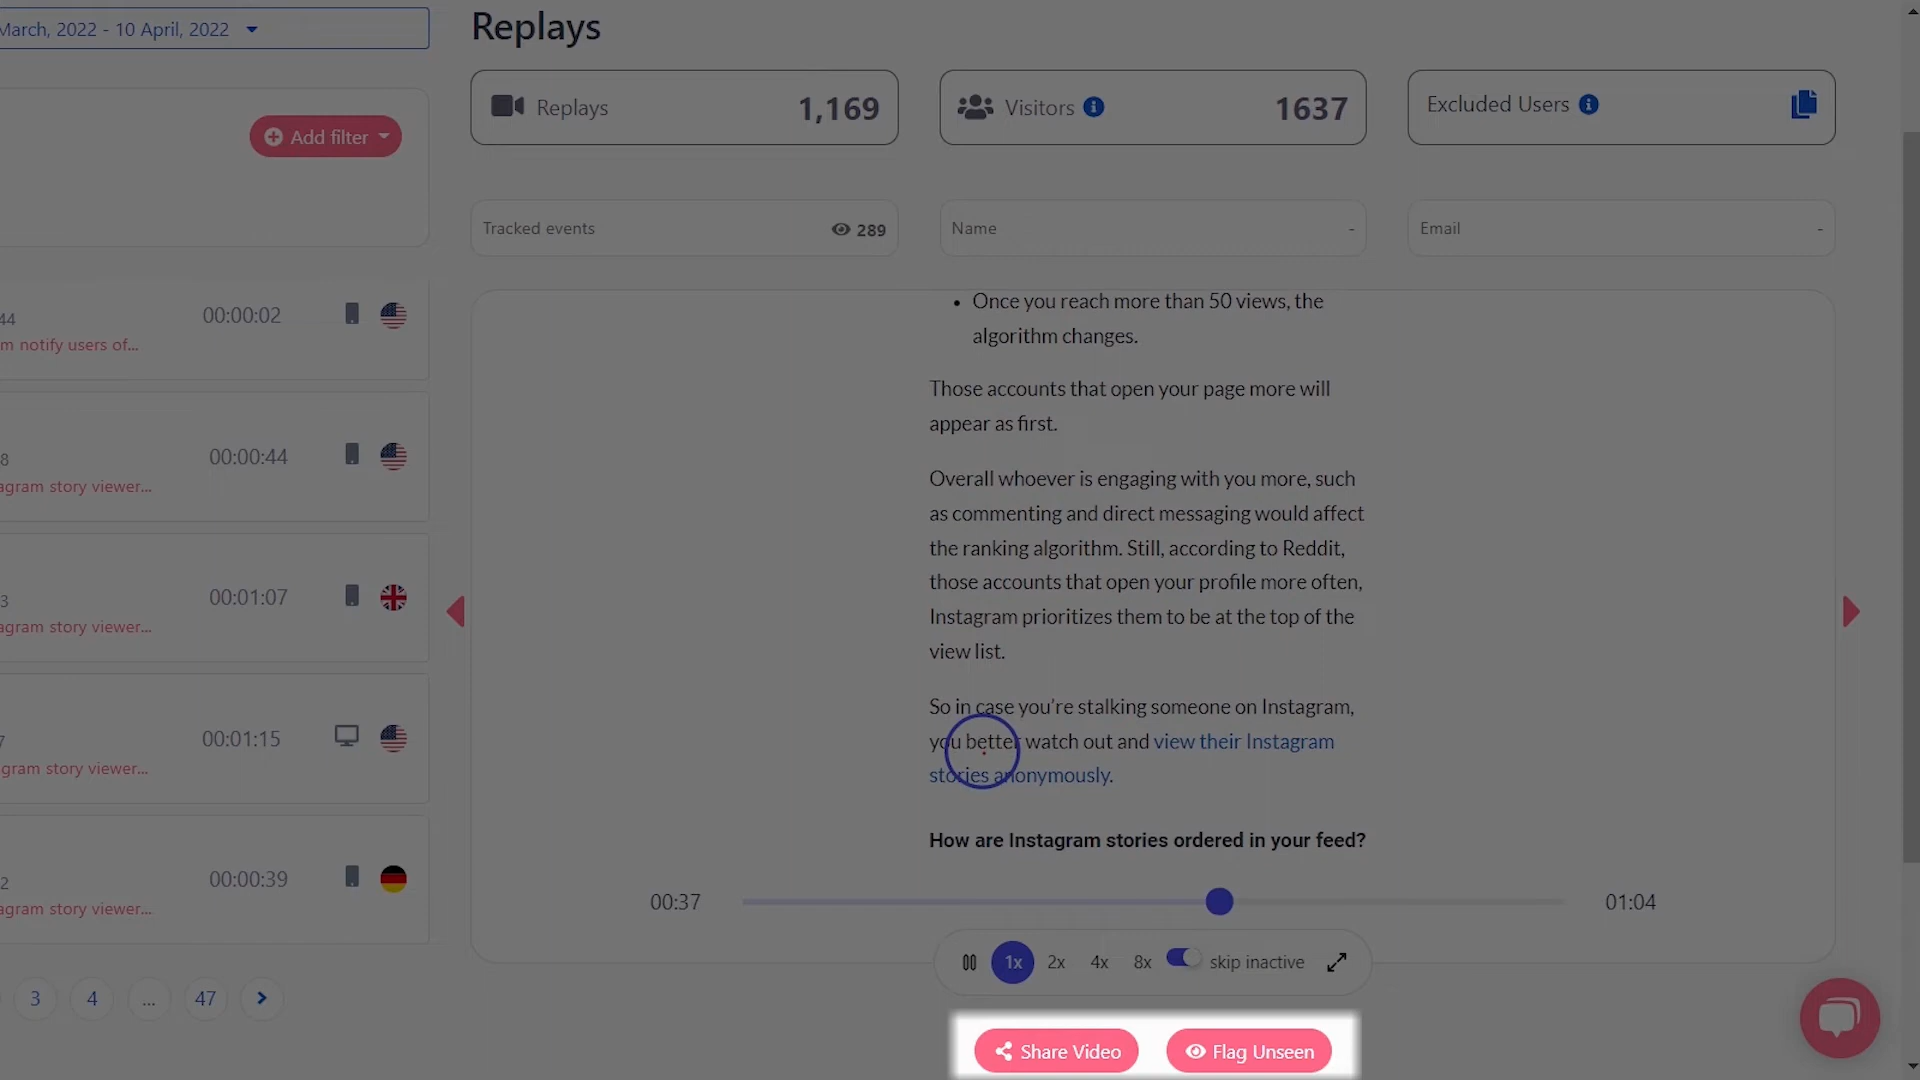 March, 2022 - 10 April, 2022
Add filter
44
00:00:02
m notify users of...
8
00:00:44
agram story viewer...
3
00:01:07
agram story viewer...
7
00:01:15
gram story viewer...
2
00:00:39
agram story viewer...
3 4 ... 47
Replays
Replays 1,169
Visitors 1637
Excluded Users
Tracked events 289
Name -
Email -
• Once you reach more than 50 views, the
algorithm changes.
Those accounts that open your page more will
appear as first.
Overall whoever is engaging with you more, such
as commenting and direct messaging would affect
the ranking algorithm. Still, according to Reddit,
those accounts that open your profile more often,
Instagram prioritizes them to be at the top of the
view list.
So in case you're stalking someone on Instagram,
you better watch out and view their Instagram
stories anonymously.
How are Instagram stories ordered in your feed?
00:37 01:04
1x 2x 4x 8x skip inactive
Share Video Flag Unseen